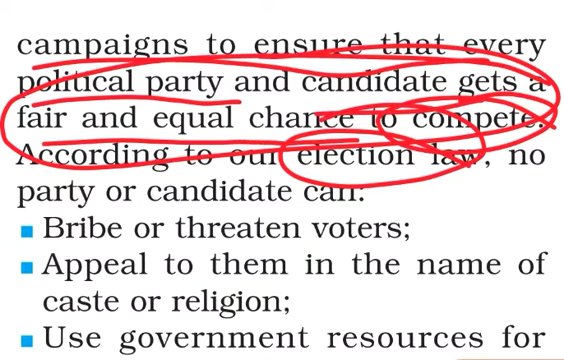 campaigns to ensure that every
political party and candidate gets a
fair and equal chance to compete.
According to our election law, no
party or candidate can:
Bribe or threaten voters;
Appeal to them in the name of
caste or religion;
Use government resources for